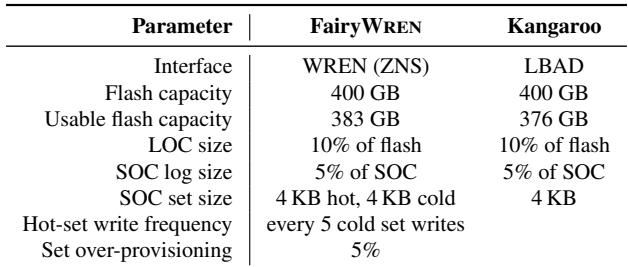 Parameter FairyWREN Kangaroo
Interface WREN (ZNS) LBAD
Flash capacity 400 GB 400 GB
Usable flash capacity 383 GB 376 GB
LOC size 10% of flash 10% of flash
SOC log size 5% of SOC 5% of SOC
SOC set size 4 KB hot, 4 KB cold 4 KB
Hot-set write frequency every 5 cold set writes
Set over-provisioning 5%